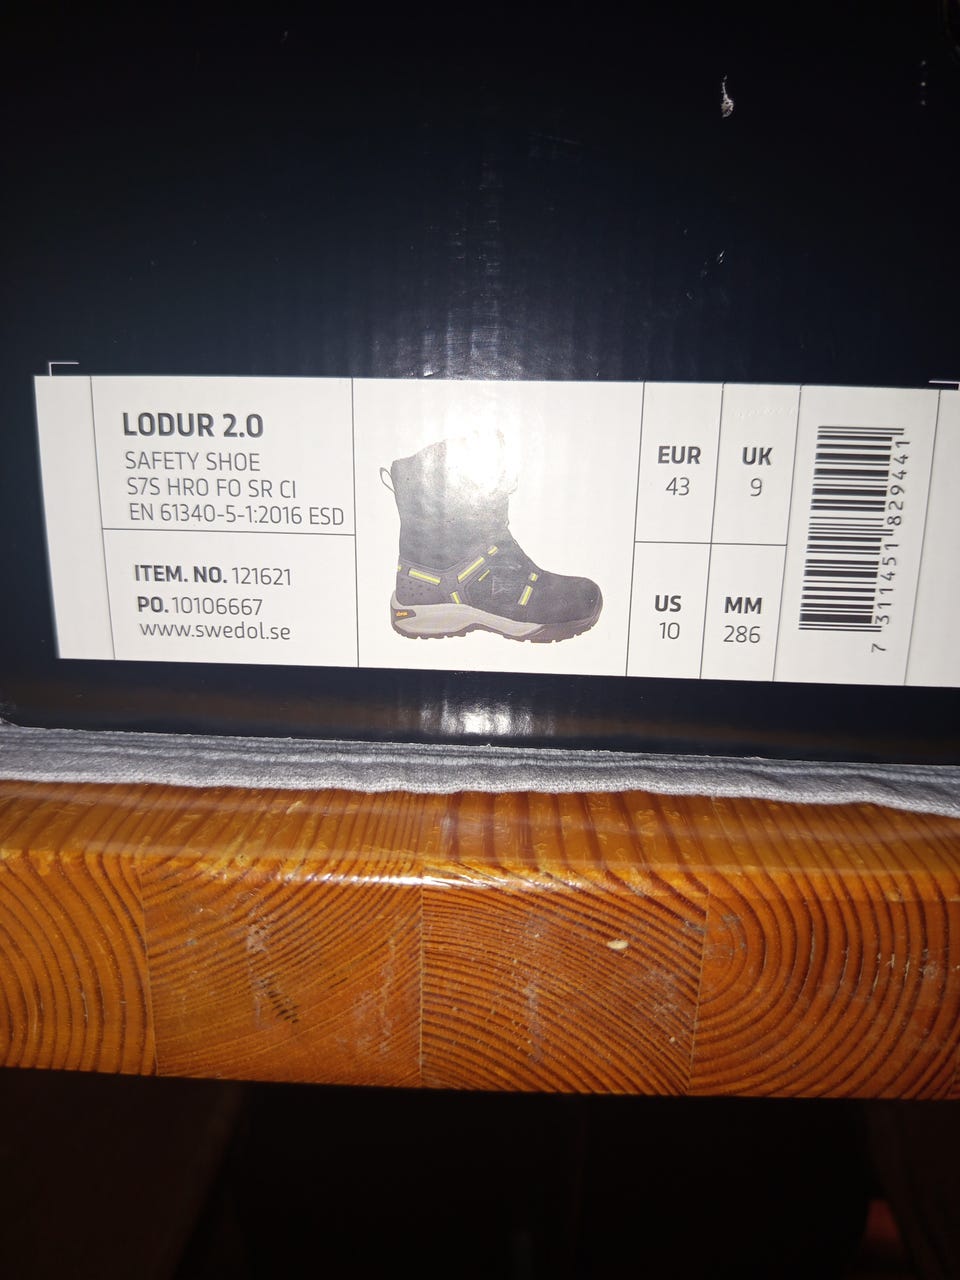 LODUR 2.0
SAFETY SHOE
S7S HRO FO SR CI
EN 61340-5-1:2016 ESD
ITEM. NO. 121621
PO. 10106667
www.swedol.se
EUR
43
UK
9
US
10
MM
286
7 311451 829441